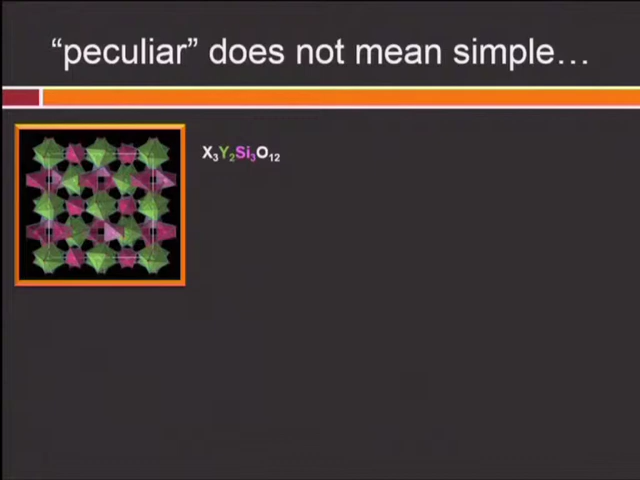 “peculiar” does not mean simple…
X₃Y₂Si₃O₁₂